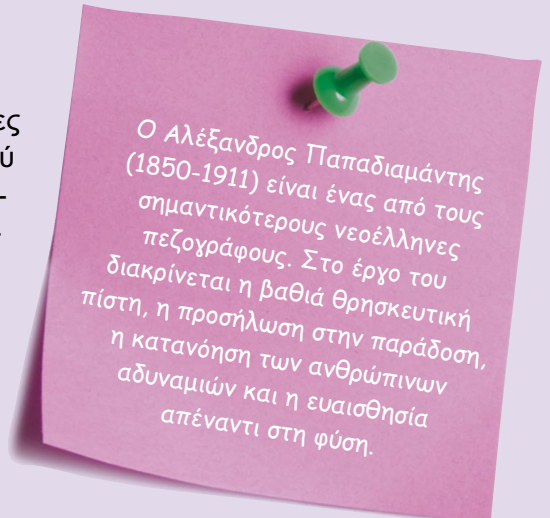 ες
ύ
-
Ο Αλέξανδρος Παπαδιαμάντης
(1850-1911) είναι ένας από τους
σημαντικότερους νεοέλληνες
πεζογράφους. Στο έργο του
διακρίνεται η βαθιά θρησκευτική
πίστη, η προσήλωση στην παράδοση,
η κατανόηση των ανθρώπινων
αδυναμιών και η ευαισθησία
απέναντι στη φύση.